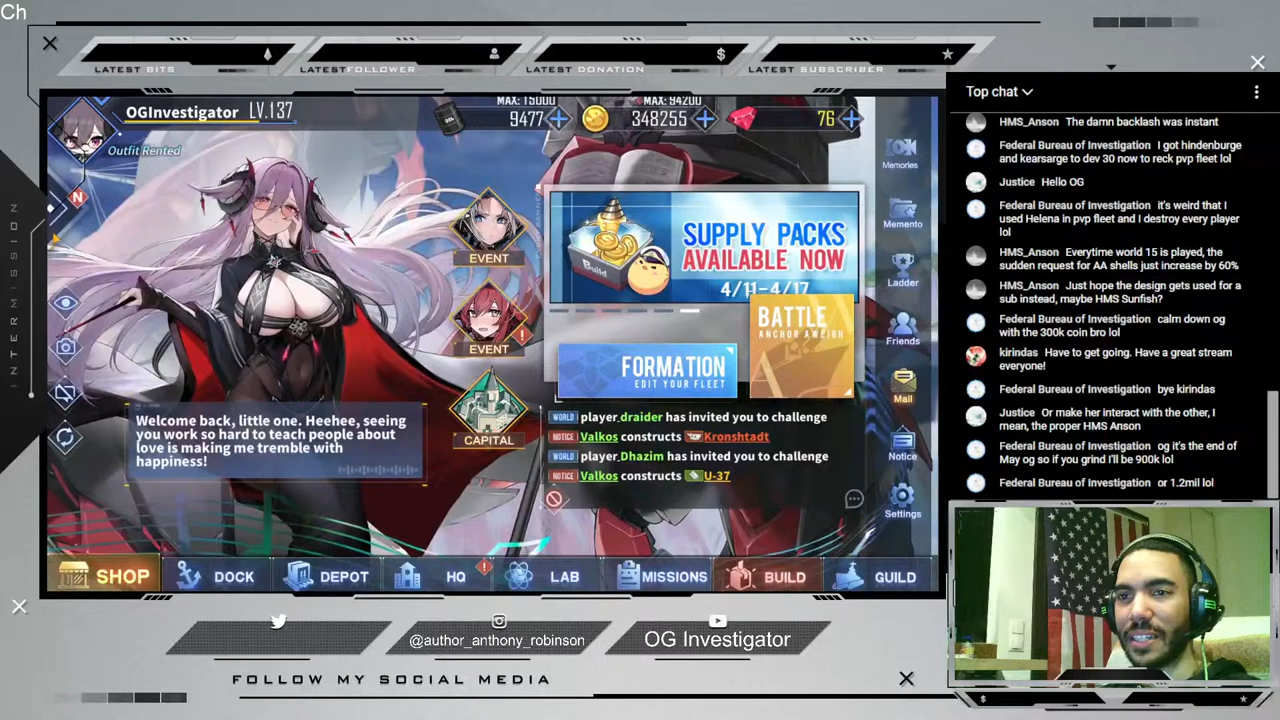 Ch
LATEST BITS
LATEST FOLLOWER
LATEST DONATION
LATEST SUBSCRIBER
INTERMISSION
OGInvestigator LV.137
Outfit Rented
N
OIL
MAX: 15000
9477
348255
MAX: 94200
76
Memories
Memento
Ladder
Friends
Mail
Notice
Settings
EVENT
EVENT
CAPITAL
Build
SUPPLY PACKS
AVAILABLE NOW
4/11-4/17
FORMATION
EDIT YOUR FLEET
BATTLE
ANCHOR AWEIGH
Welcome back, little one. Heehee, seeing
you work so hard to teach people about
love is making me tremble with
happiness!
WORLD player draider has invited you to challenge
NOTICE Valkos constructs Kronshtadt
WORLD player Dhazim has invited you to challenge
NOTICE Valkos constructs U-37
SHOP
DOCK
DEPOT
HQ
LAB
MISSIONS
BUILD
GUILD
@author_anthony_robinson
OG Investigator
FOLLOW MY SOCIAL MEDIA
Top chat
HMS_Anson The damn backlash was instant
Federal Bureau of Investigation I got hindenburge
and kearsarge to dev 30 now to reck pvp fleet lol
Justice Hello OG
Federal Bureau of Investigation it's weird that I
used Helena in pvp fleet and I destroy every player
lol
HMS_Anson Everytime world 15 is played, the
sudden request for AA shells just increase by 60%
HMS_Anson Just hope the design gets used for a
sub instead, maybe HMS Sunfish?
Federal Bureau of Investigation calm down og
with the 300k coin bro lol
kirindas Have to get going. Have a great stream
everyone!
Federal Bureau of Investigation bye kirindas
Justice Or make her interact with the other, I
mean, the proper HMS Anson
Federal Bureau of Investigation og it's the end of
May og so if you grind I'll be 900k lol
Federal Bureau of Investigation or 1.2mil lol